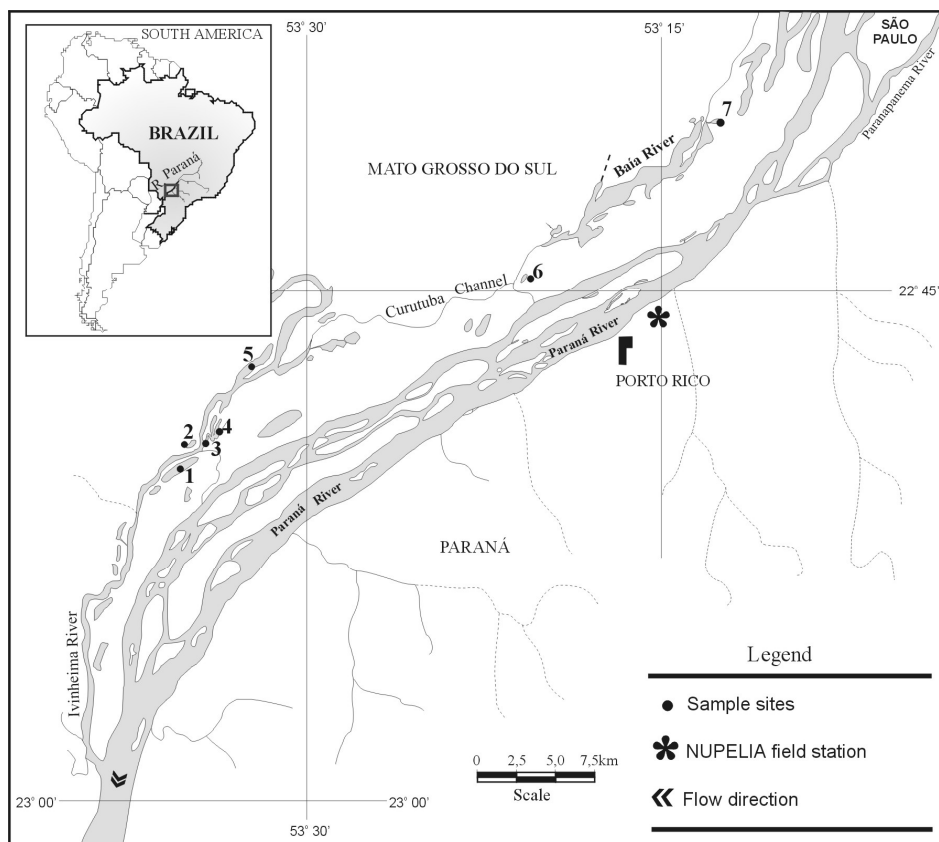 SOUTH AMERICA
BRAZIL
R. Paraná
53° 30'
53° 15'
SÃO
PAULO
Paranapanema River
7
Baía River
MATO GROSSO DO SUL
6
Curutuba Channel
22° 45'
Paraná River
PORTO RICO
5
4
2
3
1
Paraná River
PARANÁ
Ivinheima River
Legend
Sample sites
NUPELIA field station
Flow direction
0 2,5 5,0 7,5km
Scale
23° 00'
23° 00'
53° 30'